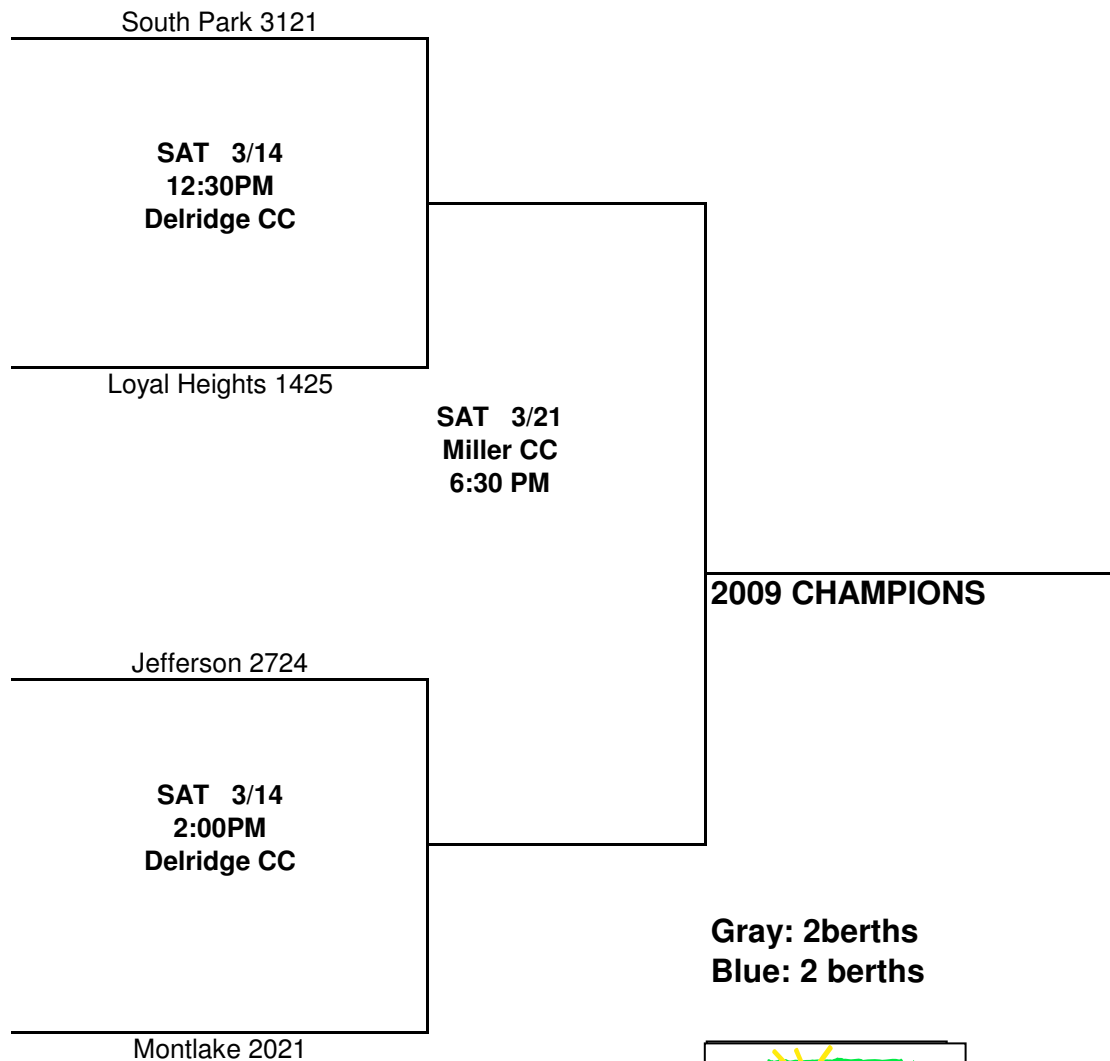 South Park 3121
SAT 3/14
12:30PM
Delridge CC
Loyal Heights 1425
SAT 3/21
Miller CC
6:30 PM
2009 CHAMPIONS
Jefferson 2724
SAT 3/14
2:00PM
Delridge CC
Gray: 2berths
Blue: 2 berths
Montlake 2021